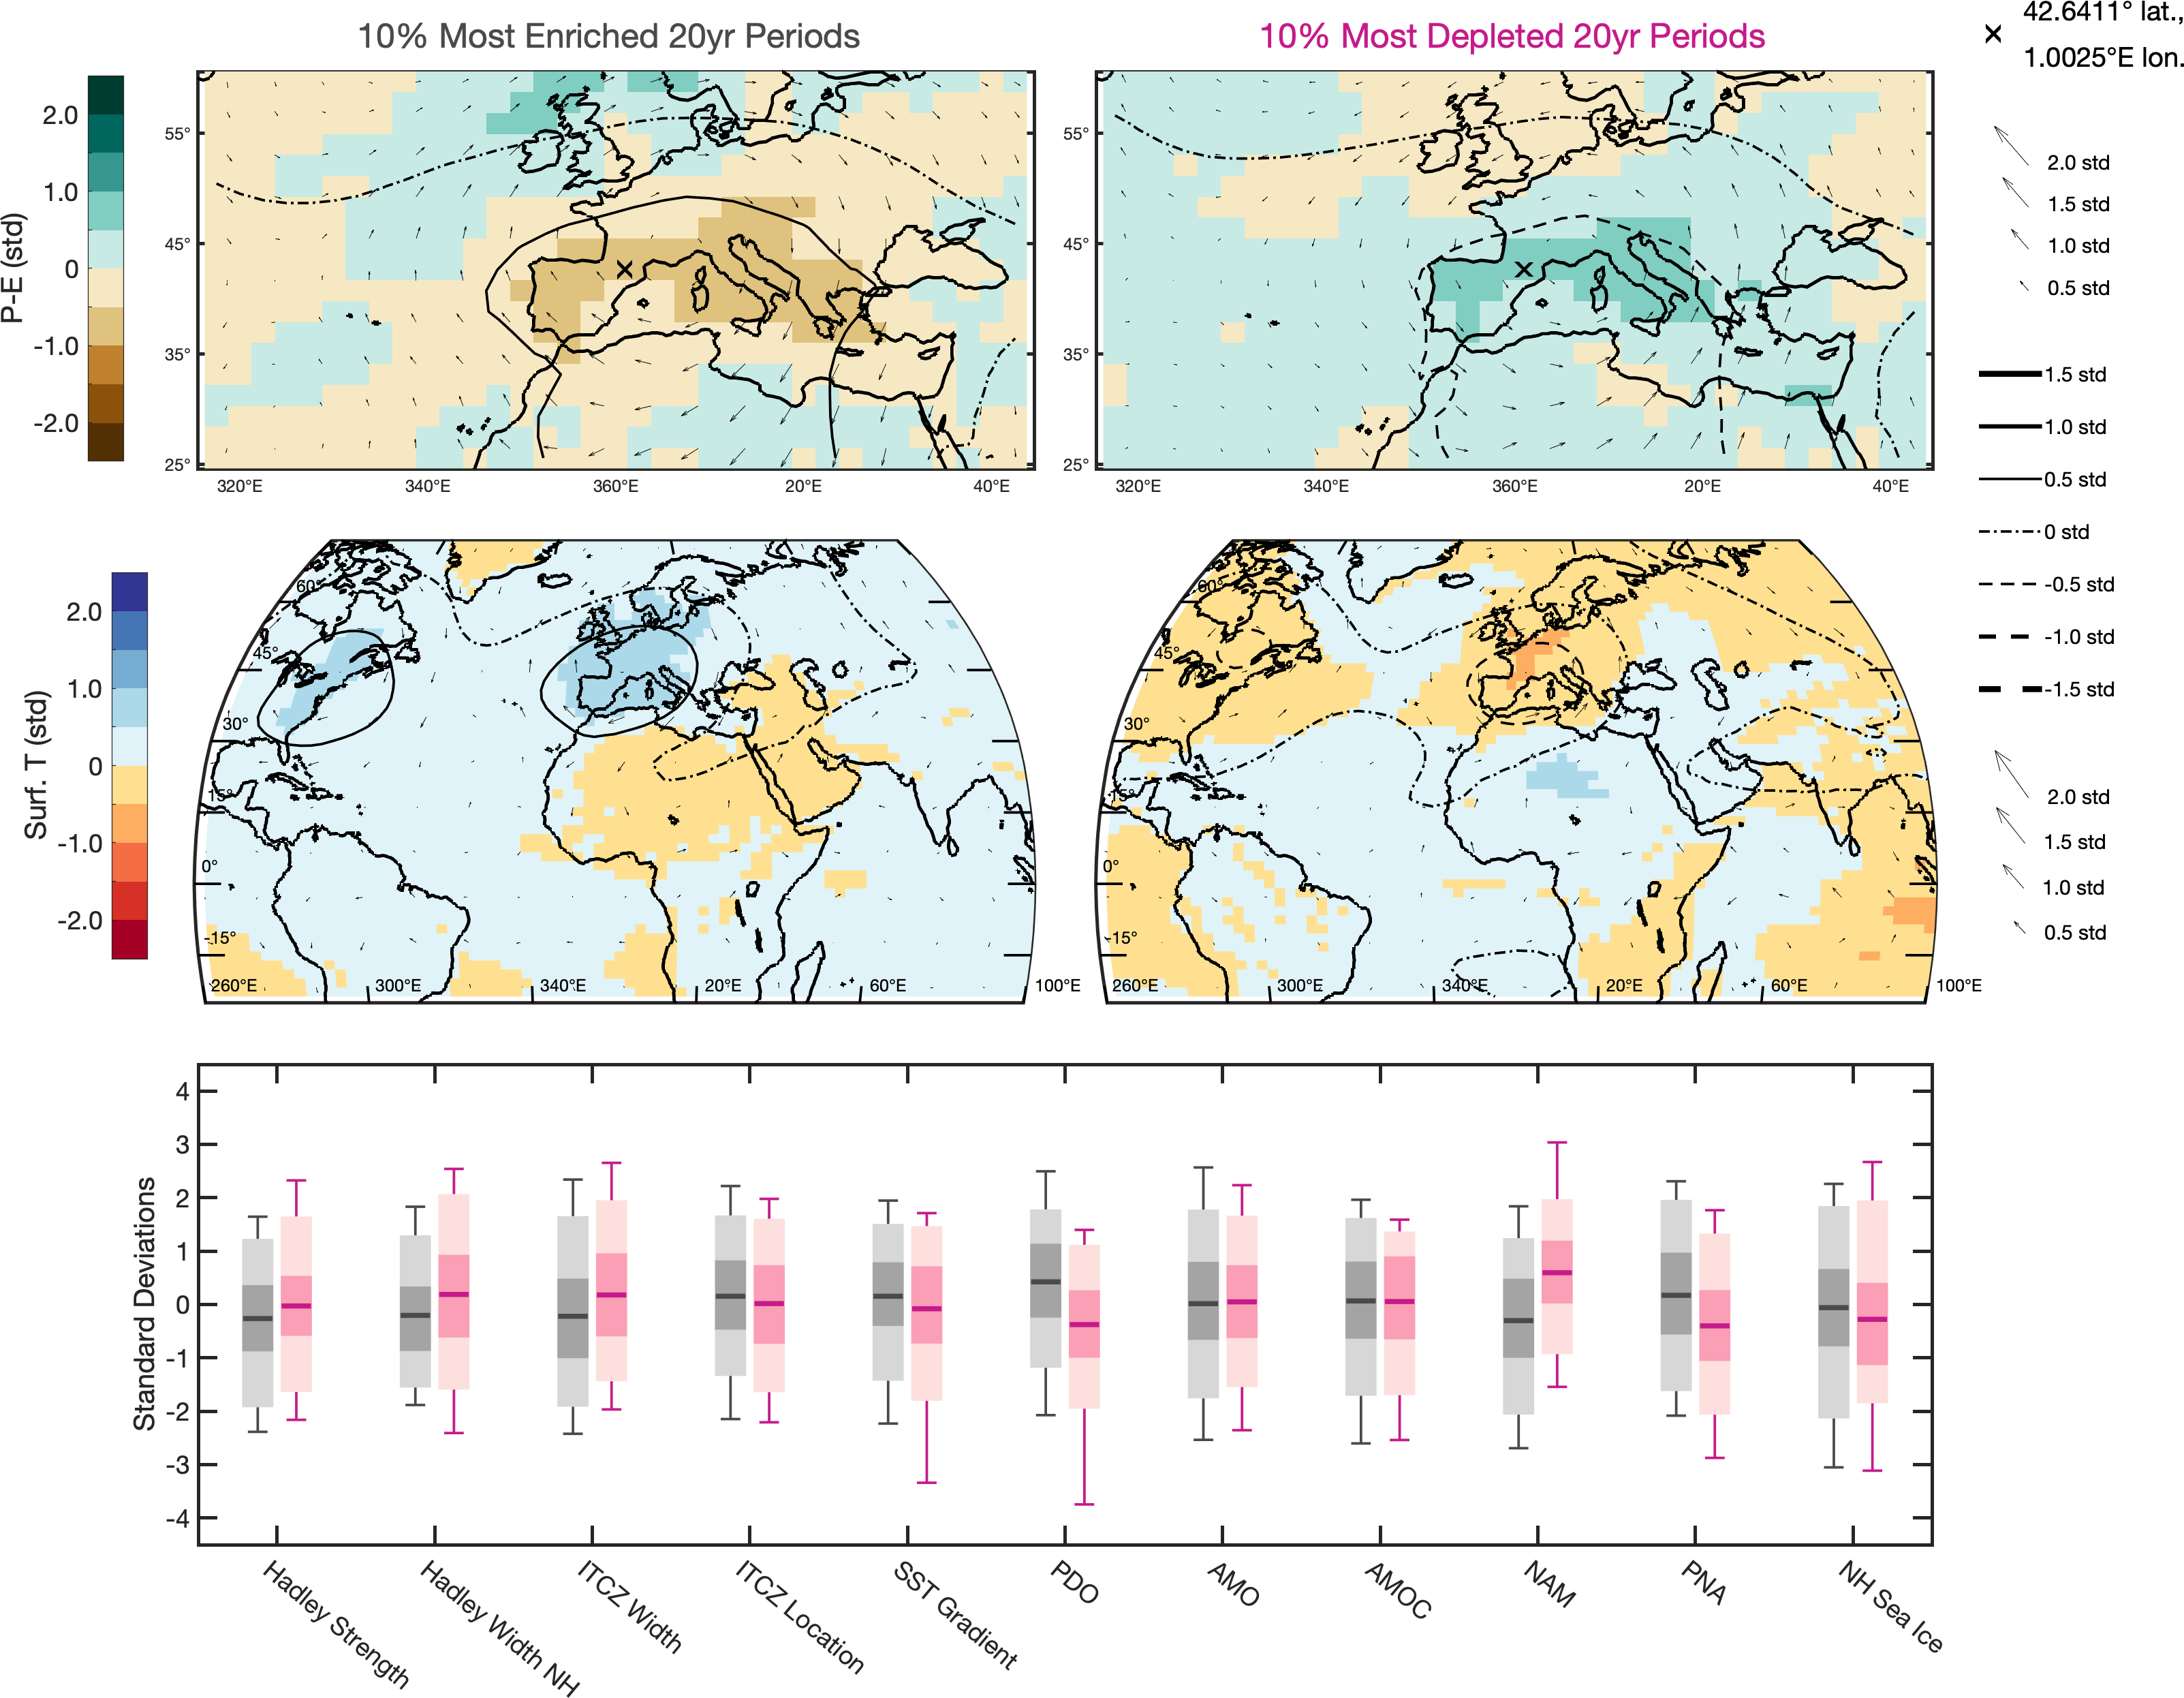 10% Most Enriched 20yr Periods
10% Most Depleted 20yr Periods
42.6411° lat.,
1.0025°E lon.
P-E (std)
2.0
1.0
0
-1.0
-2.0
55°
45°
35°
25°
320°E
340°E
360°E
20°E
40°E
55°
45°
35°
25°
320°E
340°E
360°E
20°E
40°E
2.0 std
1.5 std
1.0 std
0.5 std
1.5 std
1.0 std
0.5 std
0 std
-0.5 std
-1.0 std
-1.5 std
Surf. T (std)
2.0
1.0
0
-1.0
-2.0
60°
45°
30°
15°
0°
-15°
260°E
300°E
340°E
20°E
60°E
100°E
60°
45°
30°
15°
0°
-15°
260°E
300°E
340°E
20°E
60°E
100°E
2.0 std
1.5 std
1.0 std
0.5 std
Standard Deviations
4
3
2
1
0
-1
-2
-3
-4
Hadley Strength
Hadley Width NH
ITCZ Width
ITCZ Location
SST Gradient
PDO
AMO
AMOC
NAM
PNA
NH Sea Ice